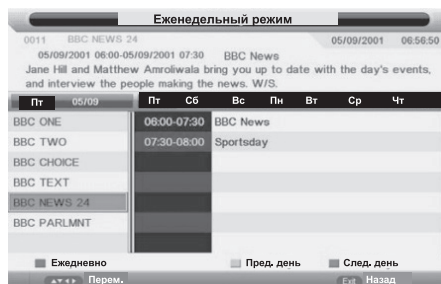 Еженедельный режим
0011 BBC NEWS 24 05/09/2001 06:56:50
05/09/2001 06:00-05/09/2001 07:30 BBC News
Jane Hill and Matthew Amroliwala bring you up to date with the day's events,
and interview the people making the news. W/S.
Пт 05/09 Пт Сб Вс Пн Вт Ср Чт
BBC ONE 06:00-07:30 BBC News
BBC TWO 07:30-08:00 Sportsday
BBC CHOICE
BBC TEXT
BBC NEWS 24
BBC PARLMNT
Ежедневно Пред. день След. день
Перем. Exit Назад